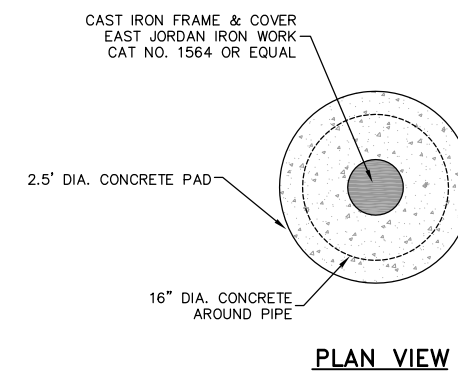 CAST IRON FRAME & COVER
EAST JORDAN IRON WORK
CAT NO. 1564 OR EQUAL
2.5' DIA. CONCRETE PAD
16" DIA. CONCRETE
AROUND PIPE
PLAN VIEW